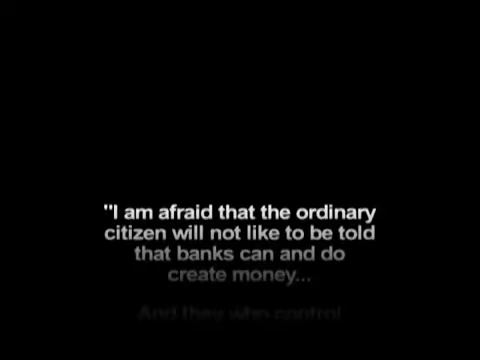 "I am afraid that the ordinary
citizen will not like to be told
that banks can and do
create money...
And they who control